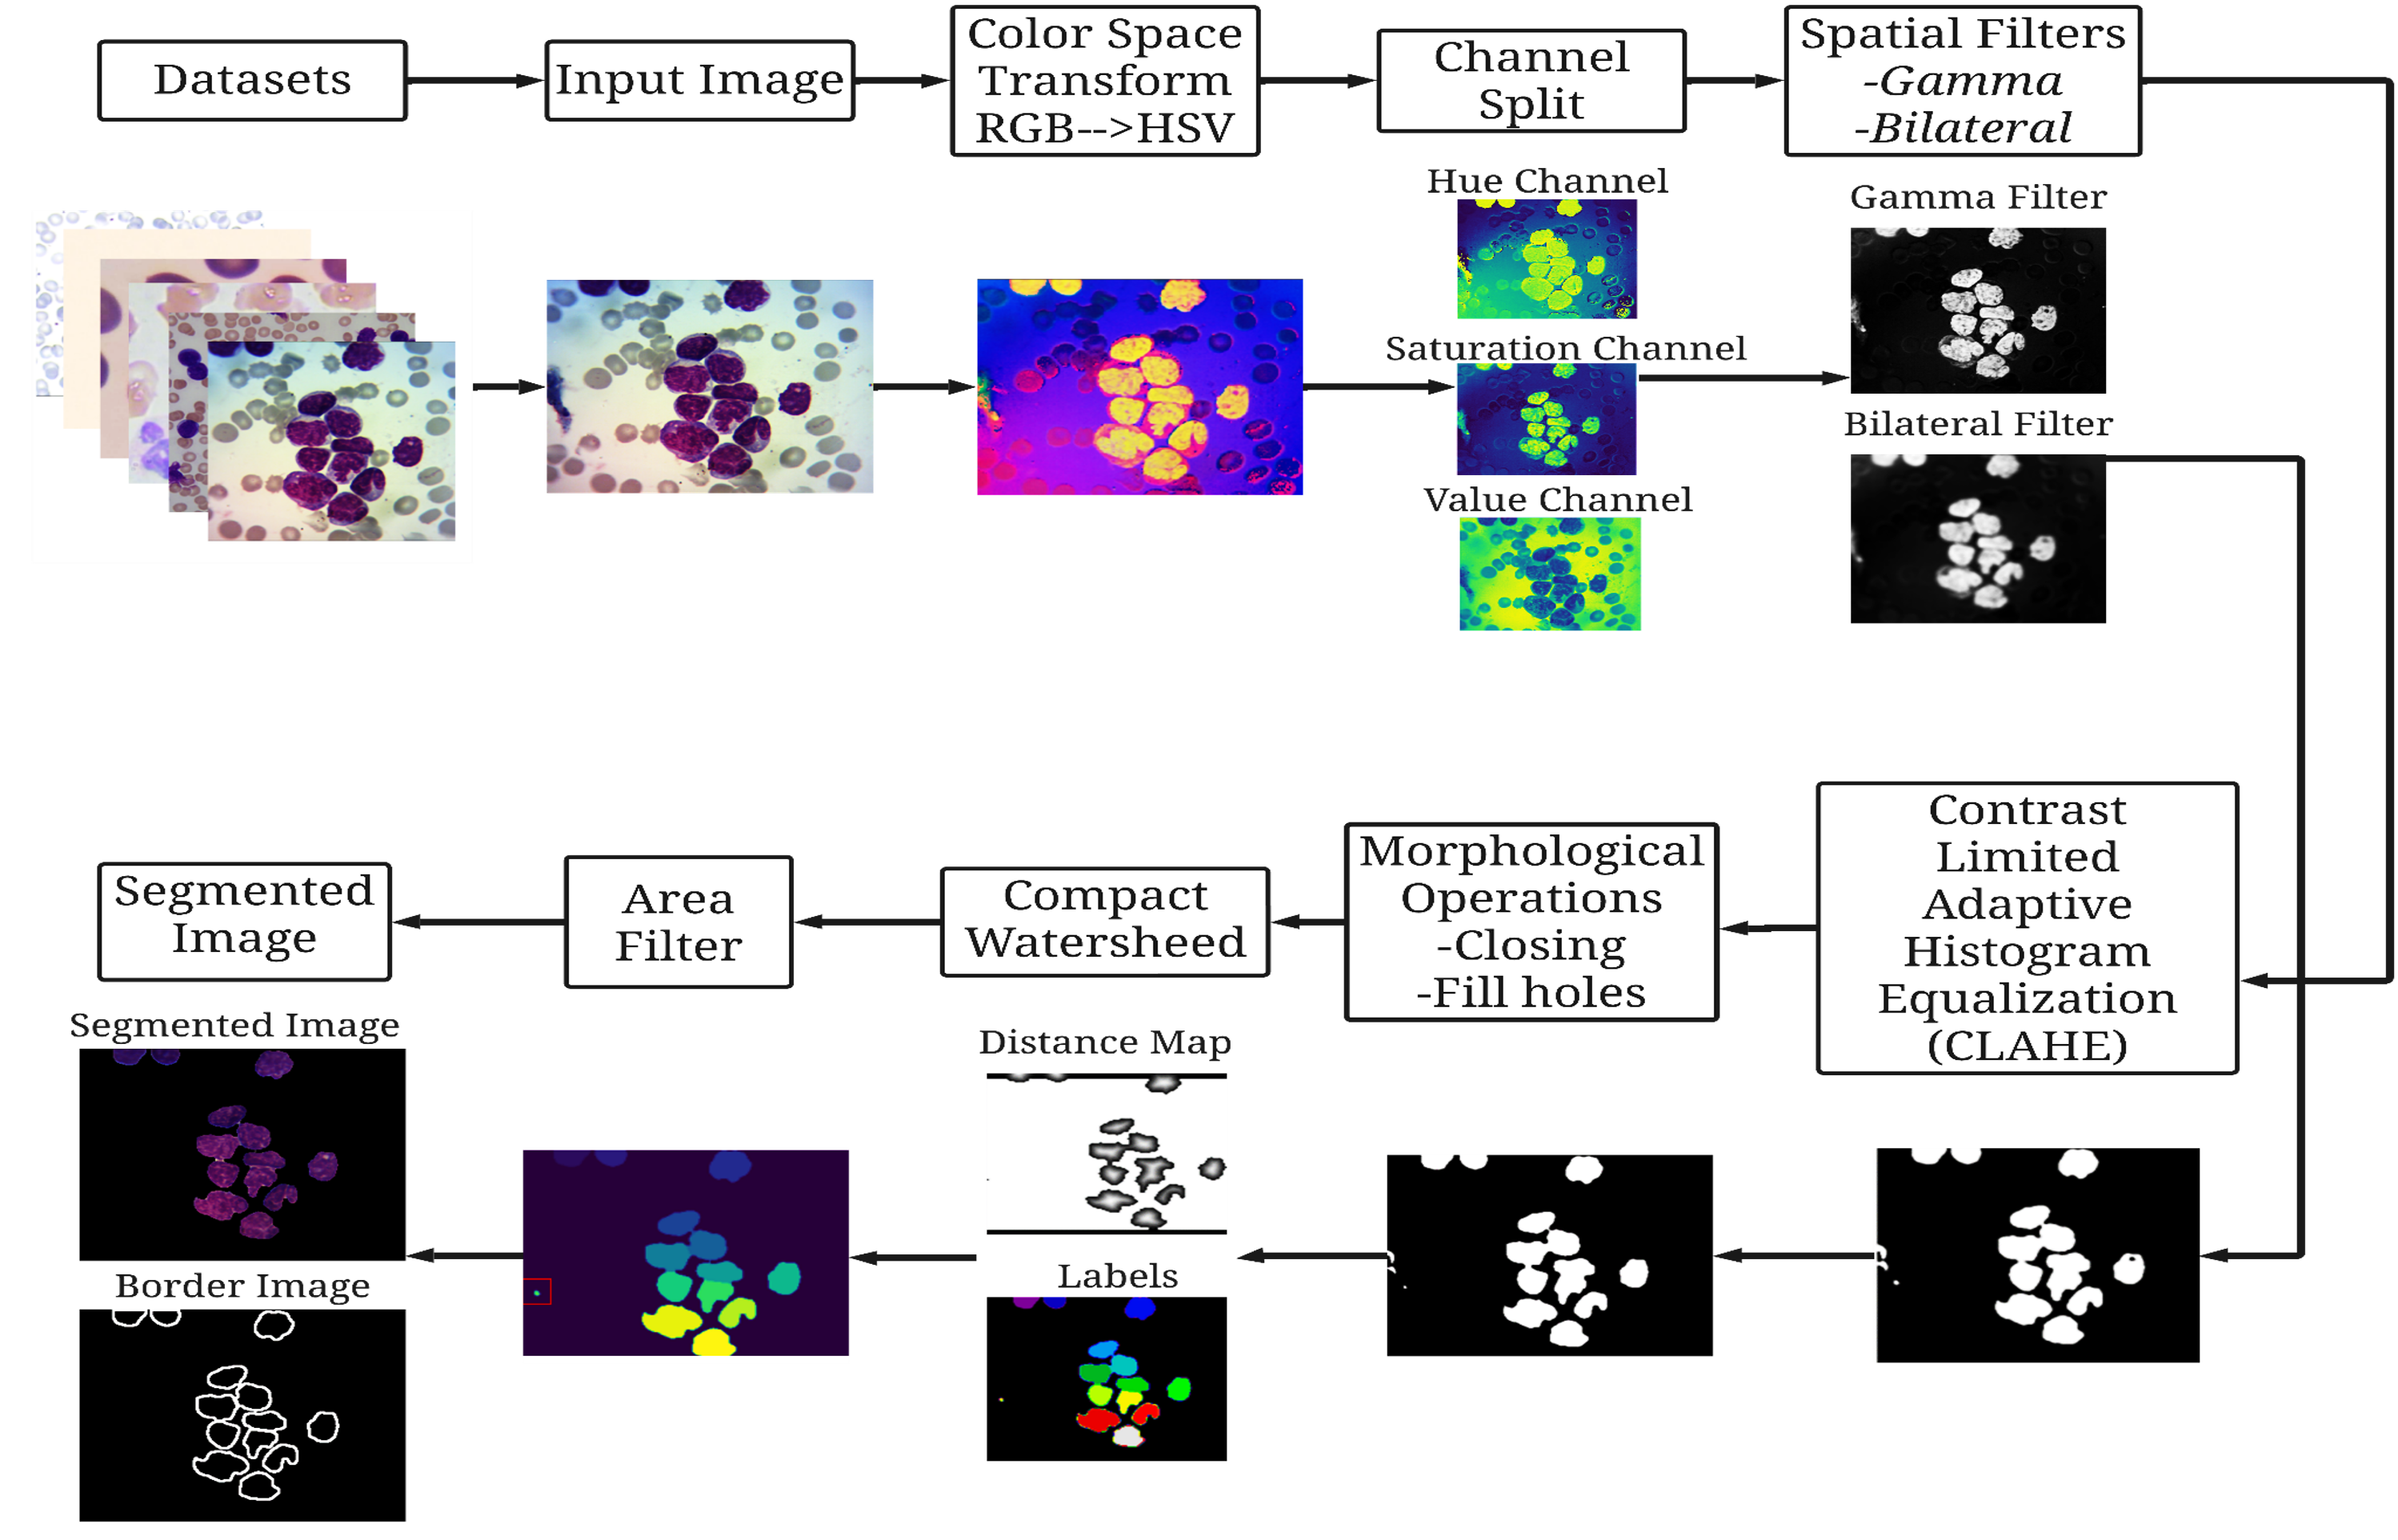 Datasets
Input Image
Color Space
Transform
RGB-->HSV
Channel
Split
Spatial Filters
-Gamma
-Bilateral
Hue Channel
Saturation Channel
Value Channel
Gamma Filter
Bilateral Filter
Contrast
Limited
Adaptive
Histogram
Equalization
(CLAHE)
Morphological
Operations
-Closing
-Fill holes
Compact
Watersheed
Area
Filter
Segmented
Image
Distance Map
Labels
Segmented Image
Border Image